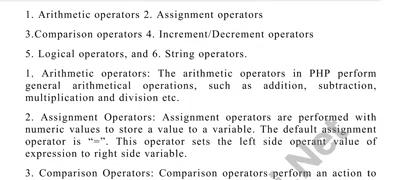 1. Arithmetic operators 2. Assignment operators
3.Comparison operators 4. Increment/Decrement operators
5. Logical operators, and 6. String operators.
1. Arithmetic operators: The arithmetic operators in PHP perform
general arithmetical operations, such as addition, subtraction,
multiplication and division etc.
2. Assignment Operators: Assignment operators are performed with
numeric values to store a value to a variable. The default assignment
operator is “=”. This operator sets the left side operant value of
expression to right side variable.
3. Comparison Operators: Comparison operators perform an action to
Net